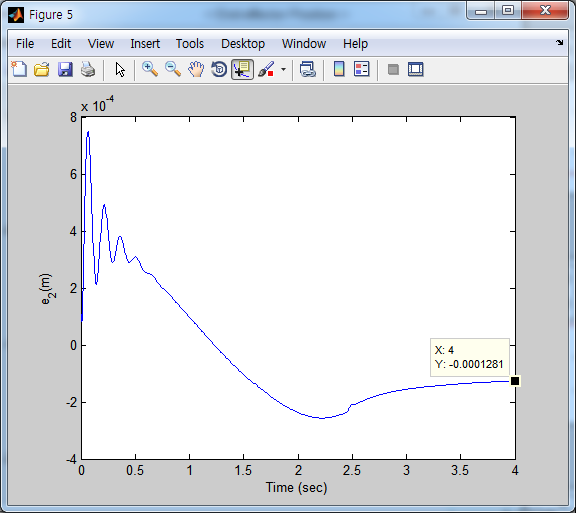 Figure 5
File Edit View Insert Tools Desktop Window Help
x 10^-4
8
6
4
2
0
-2
-4
e_2(m)
X: 4
Y: -0.0001281
0 0.5 1 1.5 2 2.5 3 3.5 4
Time (sec)